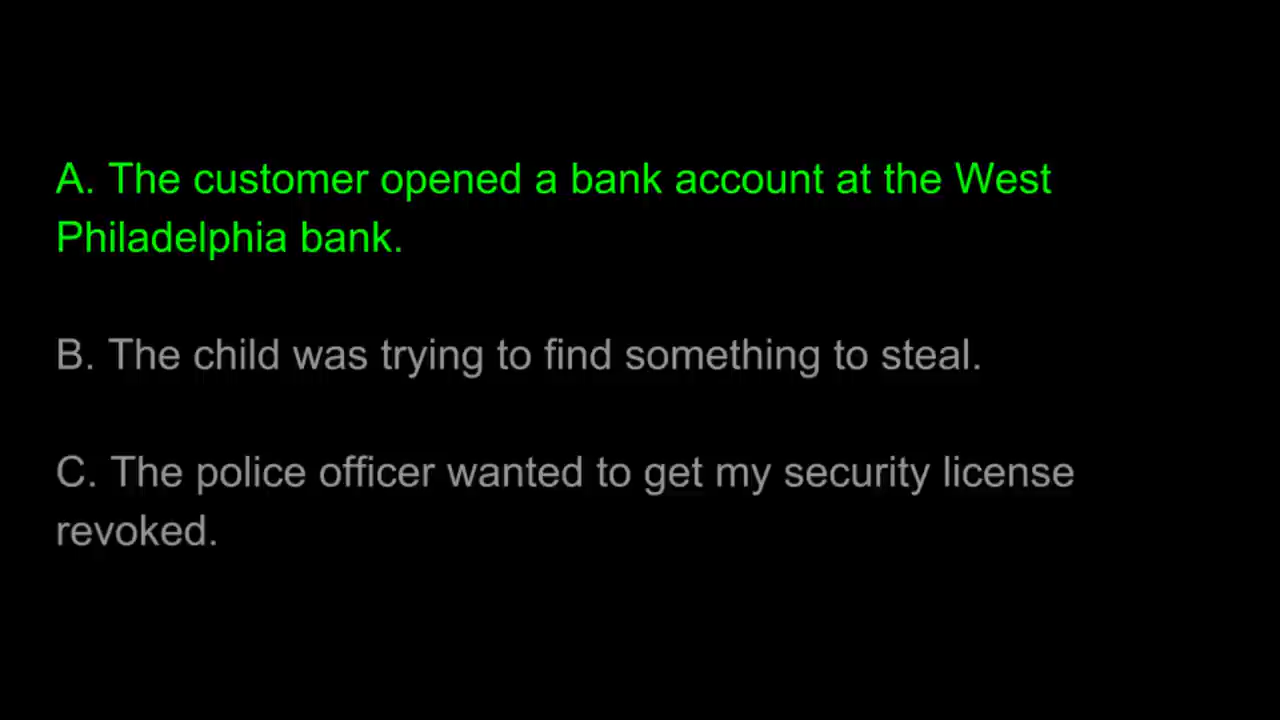 A. The customer opened a bank account at the West
Philadelphia bank.
B. The child was trying to find something to steal.
C. The police officer wanted to get my security license
revoked.